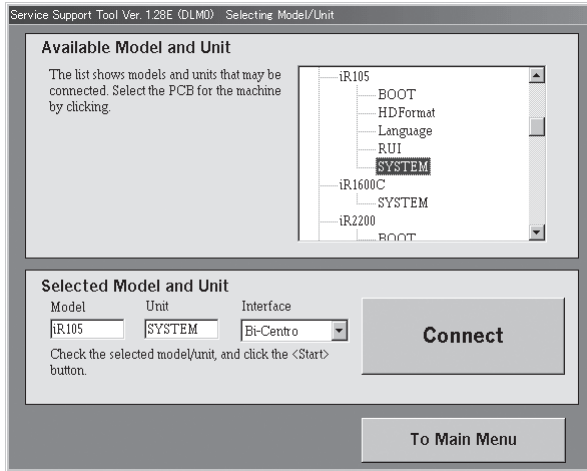 Service Support Tool Ver. 1.28E (DLM0) Selecting Model/Unit
Available Model and Unit
The list shows models and units that may be
connected. Select the PCB for the machine
by clicking.
iR105
BOOT
HDFormat
Language
RUI
SYSTEM
iR1600C
SYSTEM
iR2200
BOOT
Selected Model and Unit
Model Unit Interface
iR105 SYSTEM Bi-Centro
Check the selected model/unit, and click the <Start>
button.
Connect
To Main Menu